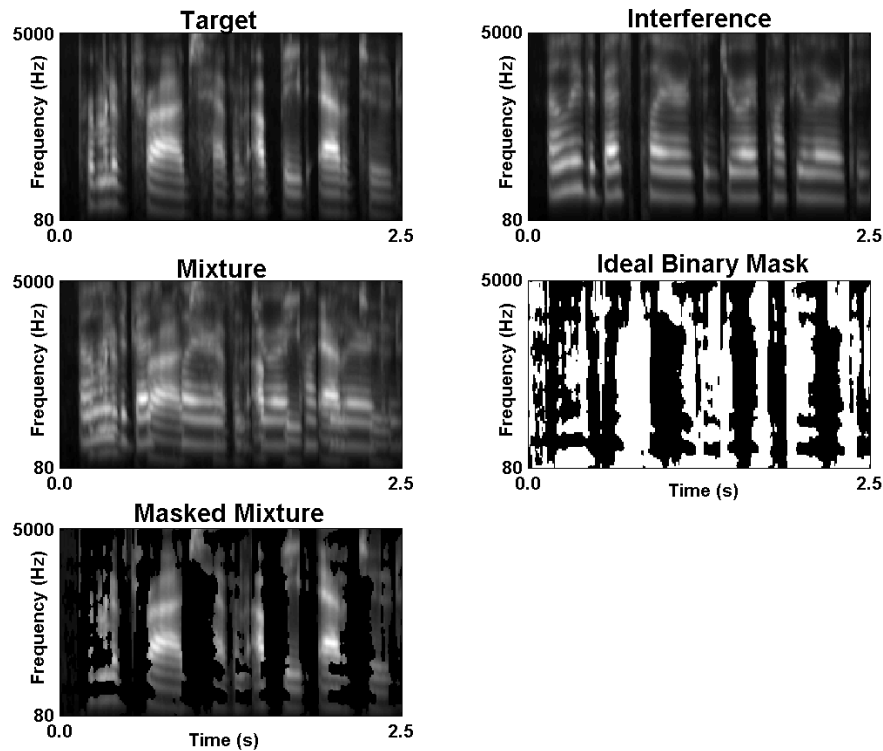 Target
5000
Frequency (Hz)
80
0.0
2.5
Interference
5000
Frequency (Hz)
80
0.0
2.5
Mixture
5000
Frequency (Hz)
80
0.0
2.5
Ideal Binary Mask
5000
Frequency (Hz)
80
0.0
2.5
Time (s)
Masked Mixture
5000
Frequency (Hz)
80
0.0
2.5
Time (s)